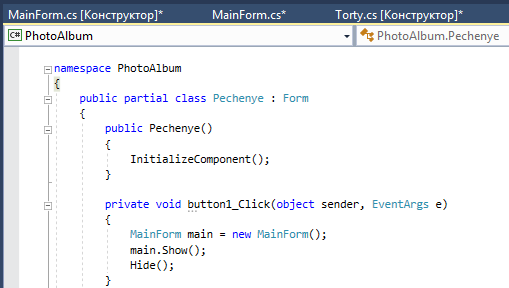 MainForm.cs [Конструктор]* MainForm.cs* Torty.cs [Конструктор]*
C# PhotoAlbum PhotoAlbum.Pechenye
namespace PhotoAlbum
{
public partial class Pechenye : Form
{
public Pechenye()
{
InitializeComponent();
}
private void button1_Click(object sender, EventArgs e)
{
MainForm main = new MainForm();
main.Show();
Hide();
}